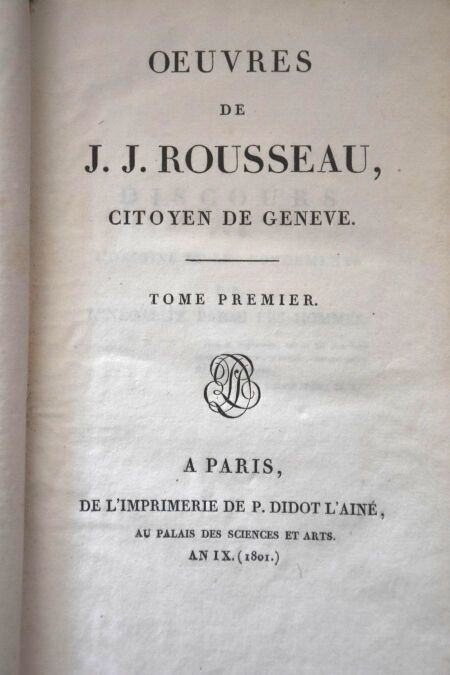 OEUVRES
DE
J. J. ROUSSEAU,
CITOYEN DE GENEVE.
TOME PREMIER.
A PARIS,
DE L'IMPRIMERIE DE P. DIDOT L'AINÉ,
AU PALAIS DES SCIENCES ET ARTS.
AN IX. (1801.)